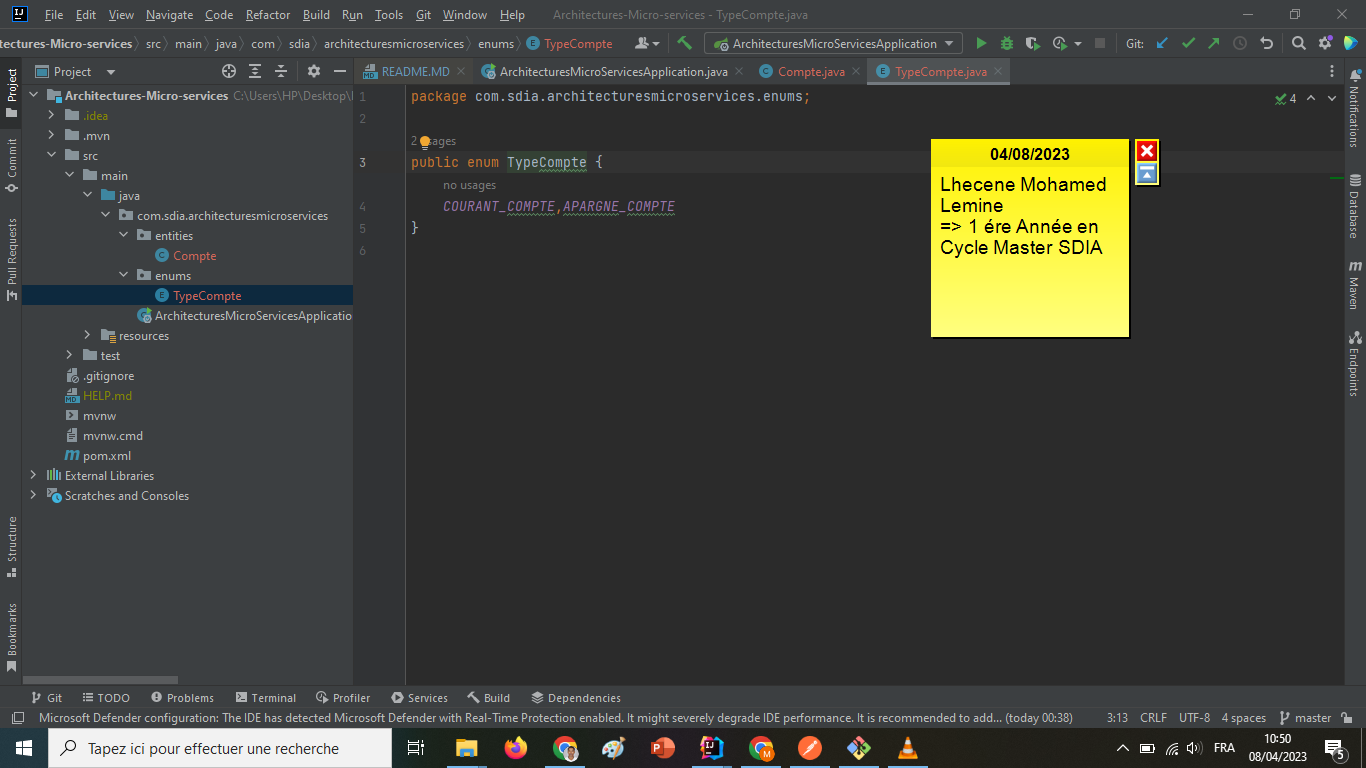 File Edit View Navigate Code Refactor Build Run Tools Git Window Help Architectures-Micro-services - TypeCompte.java
tectures-Micro-services src main java com sdia architecturesmicroservices enums TypeCompte ArchitecturesMicroServicesApplication Git:
Project README.MD ArchitecturesMicroServicesApplication.java Compte.java TypeCompte.java
Project
Commit
Pull Requests
Structure
Bookmarks
Architectures-Micro-services C:\Users\HP\Desktop\
.idea
.mvn
src
main
java
com.sdia.architecturesmicroservices
entities
Compte
enums
TypeCompte
ArchitecturesMicroServicesApplicatio
resources
test
.gitignore
HELP.md
mvnw
mvnw.cmd
pom.xml
External Libraries
Scratches and Consoles
1 package com.sdia.architecturesmicroservices.enums;
2
4
3 public enum TypeCompte {
no usages
4 COURANT_COMPTE,APARGNE_COMPTE
5 }
6
04/08/2023
Lhecene Mohamed
Lemine
=> 1 ére Année en
Cycle Master SDIA
Notifications
Database
Maven
Endpoints
Git TODO Problems Terminal Profiler Services Build Dependencies
Microsoft Defender configuration: The IDE has detected Microsoft Defender with Real-Time Protection enabled. It might severely degrade IDE performance. It is recommended to add... (today 00:38) 3:13 CRLF UTF-8 4 spaces master
Tapez ici pour effectuer une recherche FRA 10:50
08/04/2023 5